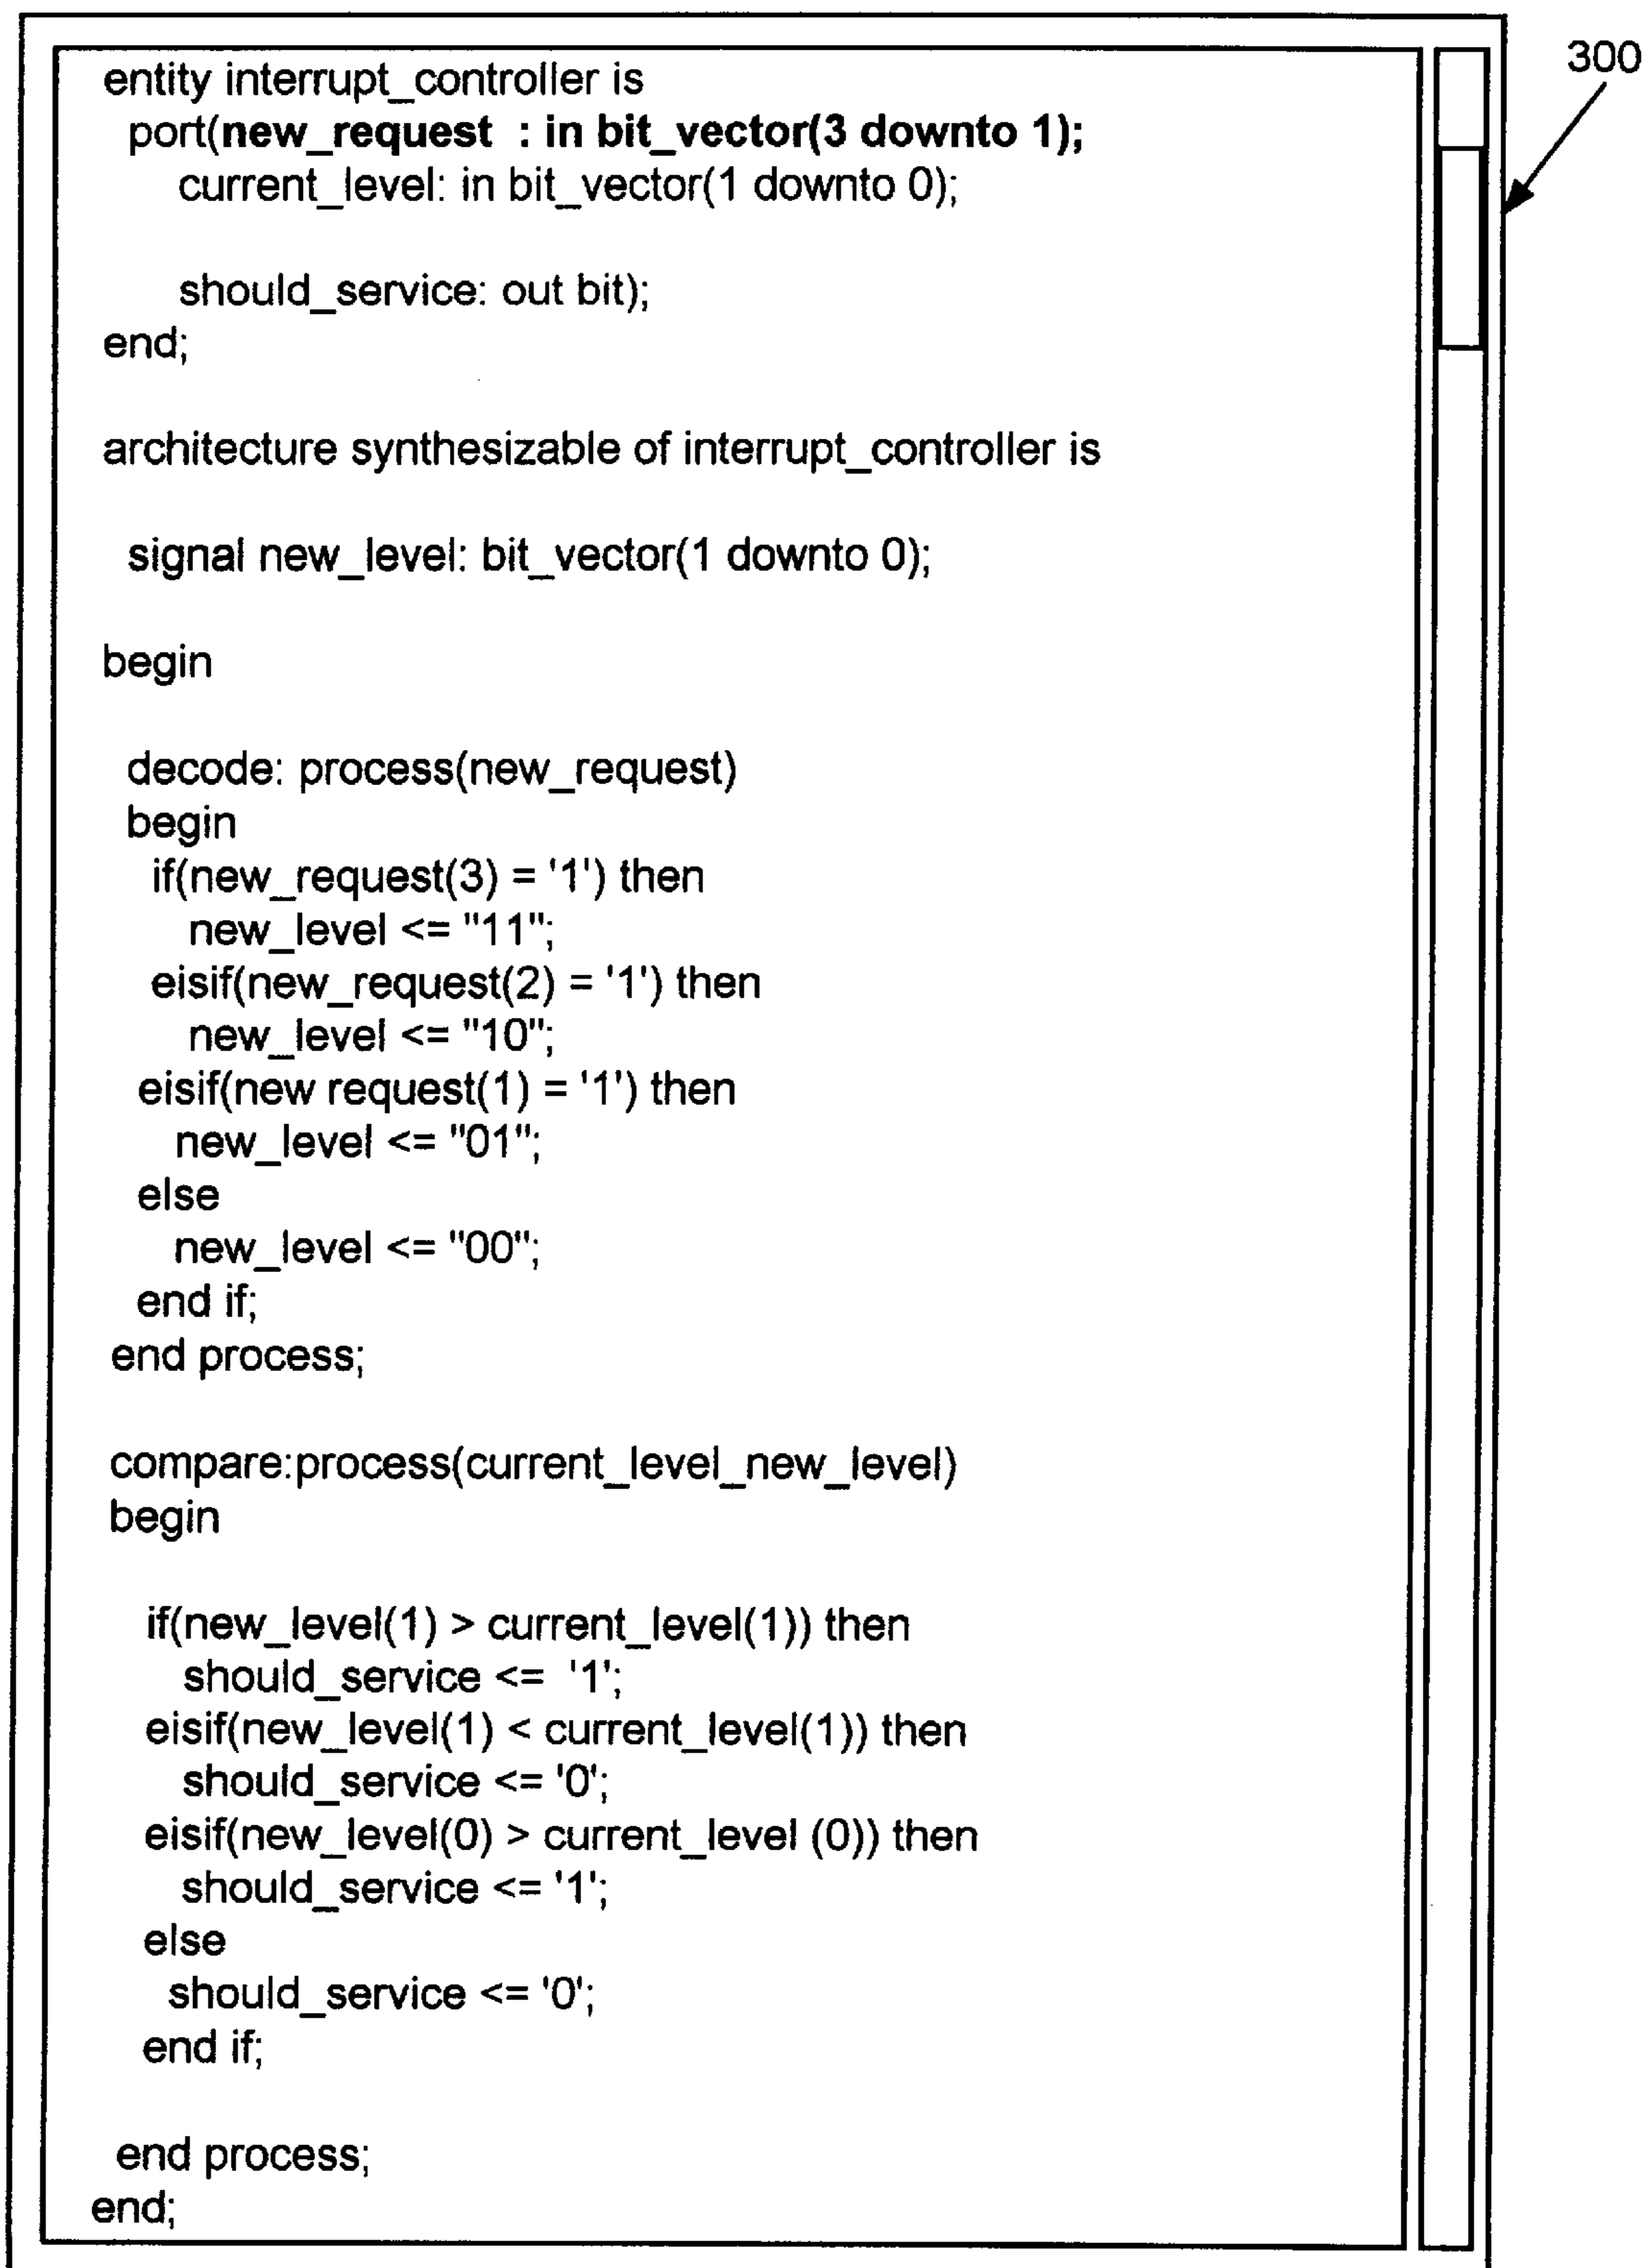 300
entity interrupt_controller is
port(new_request : in bit_vector(3 downto 1);
current_level: in bit_vector(1 downto 0);
should_service: out bit);
end;
architecture synthesizable of interrupt_controller is
signal new_level: bit_vector(1 downto 0);
begin
decode: process(new_request)
begin
if(new_request(3) = '1') then
new_level <= "11";
eisif(new_request(2) = '1') then
new_level <= "10";
eisif(new request(1) = '1') then
new_level <= "01";
else
new_level <= "00";
end if;
end process;
compare:process(current_level_new_level)
begin
if(new_level(1) > current_level(1)) then
should_service <= '1';
eisif(new_level(1) < current_level(1)) then
should_service <= '0';
eisif(new_level(0) > current_level (0)) then
should_service <= '1';
else
should_service <= '0';
end if;
end process;
end;